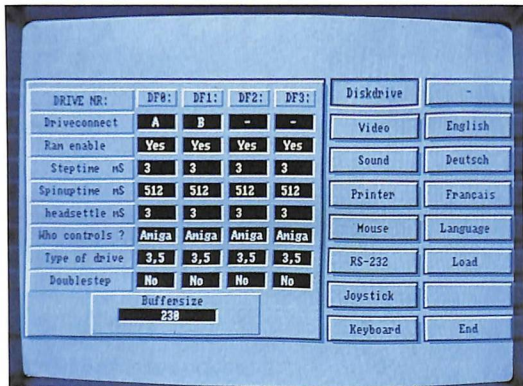 DRIVE NR: DF0: DF1: DF2: DF3:
Driveconnect A B - -
Ram enable Yes Yes Yes Yes
Steptime mS 3 3 3 3
Spinuptime mS 512 512 512 512
headsettle mS 3 3 3 3
Who controls ? Amiga Amiga Amiga Amiga
Type of drive 3,5 3,5 3,5 3,5
Doublestep No No No No
Buffersize
230
Diskdrive -
Video English
Sound Deutsch
Printer Francais
Mouse Language
RS-232 Load
Joystick
Keyboard End